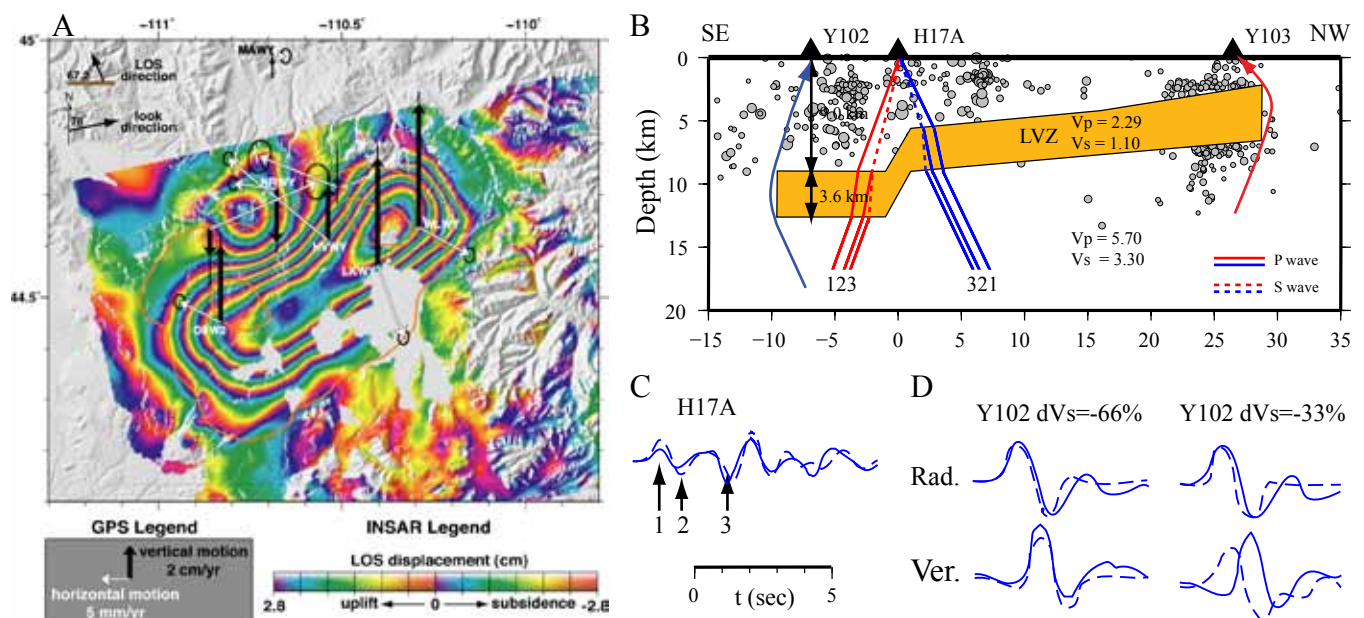 A
−111
−110.5
−110
45
MAWY
67.2
LOS
direction
N
78
look
direction
44.5
LKWY
GPS Legend
vertical motion
2 cm/yr
horizontal motion
5 mm/yr
INSAR Legend
LOS displacement (cm)
2.8
uplift
0
subsidence
-2.8
B
SE
Y102
H17A
Y103
NW
Depth (km)
0
5
10
15
20
LVZ
Vp = 2.29
Vs = 1.10
3.6 km
Vp = 5.70
Vs = 3.30
P wave
S wave
123
321
−15
−10
−5
0
5
10
15
20
25
30
35
C
H17A
1
2
3
0
5
t (sec)
D
Y102 dVs=-66%
Y102 dVs=-33%
Rad.
Ver.